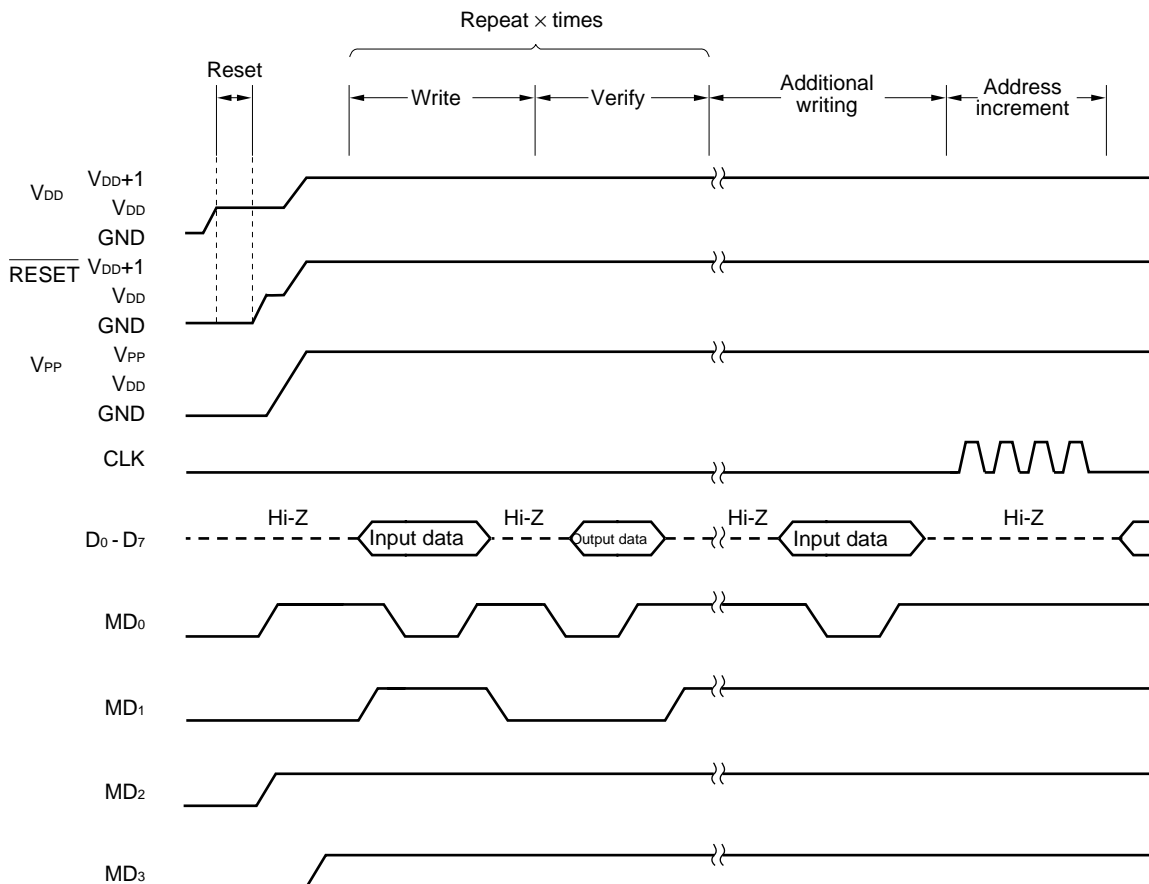 Repeat × times
Reset
Write
Verify
Additional
writing
Address
increment
VDD
VDD+1
VDD
GND
RESET
VDD+1
VDD
GND
VPP
VPP
VDD
GND
CLK
D0 - D7
Hi-Z
Input data
Hi-Z
Output data
Hi-Z
Input data
Hi-Z
MD0
MD1
MD2
MD3